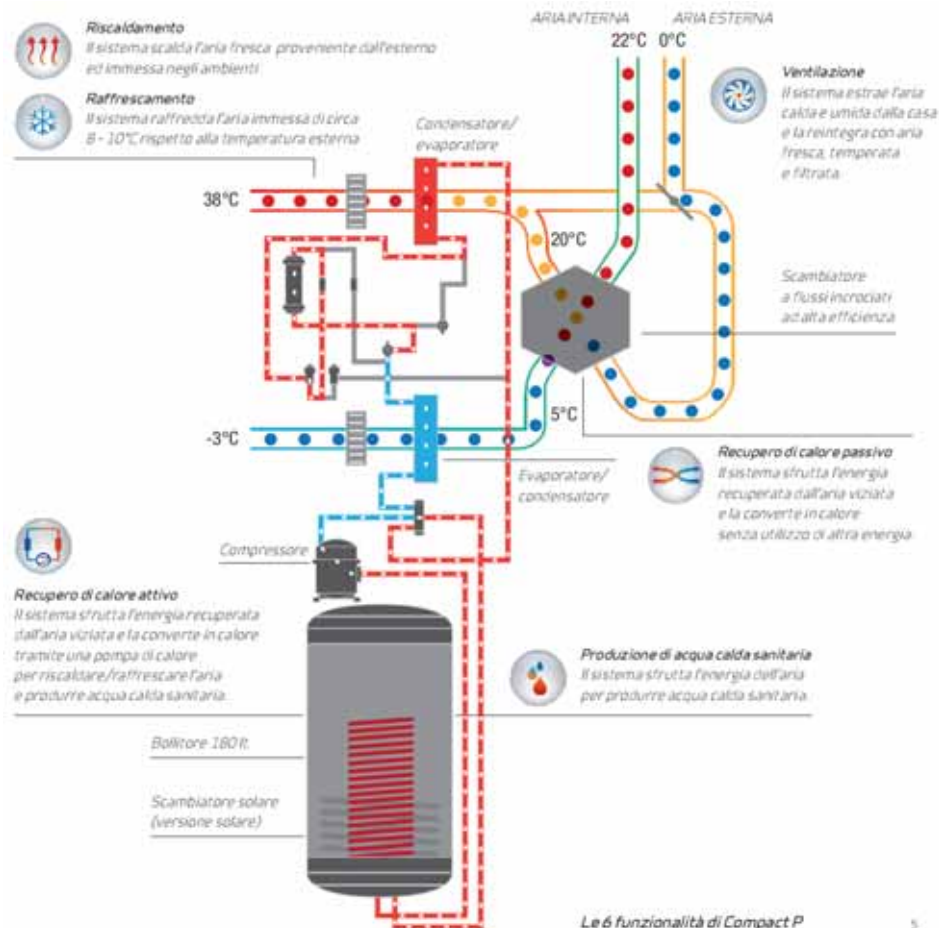 ARIA INTERNA
ARIA ESTERNA
22°C
0°C
Riscaldamento
Il sistema scalda l'aria fresca proveniente dall'esterno
ed immessa negli ambienti
Raffrescamento
Il sistema raffredda l'aria immessa di circa
8 - 10°C rispetto alla temperatura esterna
Condensatore/
evaporatore
Ventilazione
Il sistema estrae l'aria
calda e umida dalla casa
e la reintegra con aria
fresca, temperata
e filtrata.
38°C
20°C
Scambiatore
a flussi incrociati
ad alta efficienza
5°C
-3°C
Evaporatore/
condensatore
Recupero di calore passivo
Il sistema sfrutta l'energia
recuperata dall'aria viziata
e la converte in calore
senza utilizzo di altra energia
Compressore
Recupero di calore attivo
Il sistema sfrutta l'energia recuperata
dall'aria viziata e la converte in calore
tramite una pompa di calore
per riscaldare/raffrescare l'aria
e produrre acqua calda sanitaria.
Produzione di acqua calda sanitaria
Il sistema sfrutta l'energia dell'aria
per produrre acqua calda sanitaria.
Bollitore 180 lt.
Scambiatore solare
(versione solare)
Le 6 funzionalità di Compact P
5